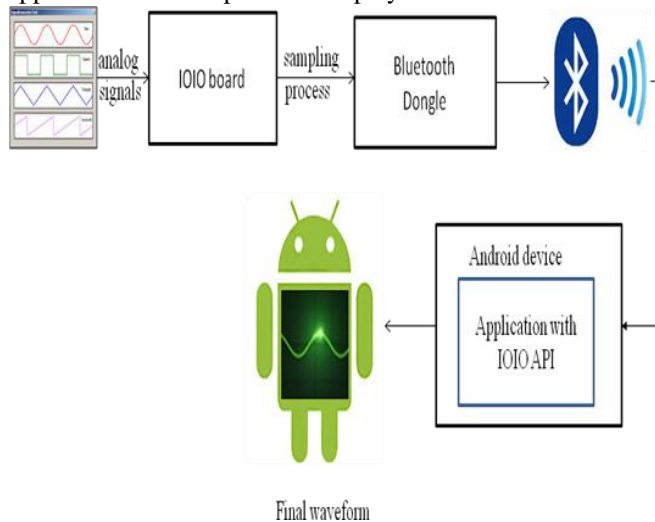 analog
signals
IOIO board
sampling
process
Bluetooth
Dongle
Android device
Application with
IOIO API
Final waveform